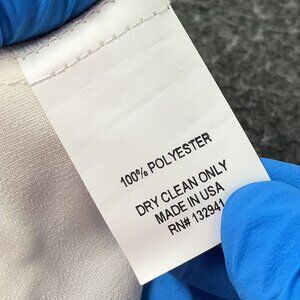 100% POLYESTER
DRY CLEAN ONLY
MADE IN USA
RN# 132941